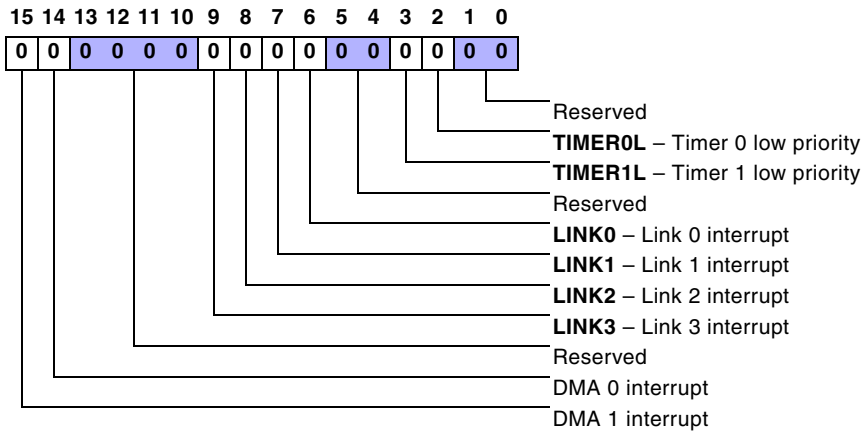 15 14 13 12 11 10 9 8 7 6 5 4 3 2 1 0
0 0 0 0 0 0 0 0 0 0 0 0 0 0 0 0
Reserved
TIMER0L – Timer 0 low priority
TIMER1L – Timer 1 low priority
Reserved
LINK0 – Link 0 interrupt
LINK1 – Link 1 interrupt
LINK2 – Link 2 interrupt
LINK3 – Link 3 interrupt
Reserved
DMA 0 interrupt
DMA 1 interrupt